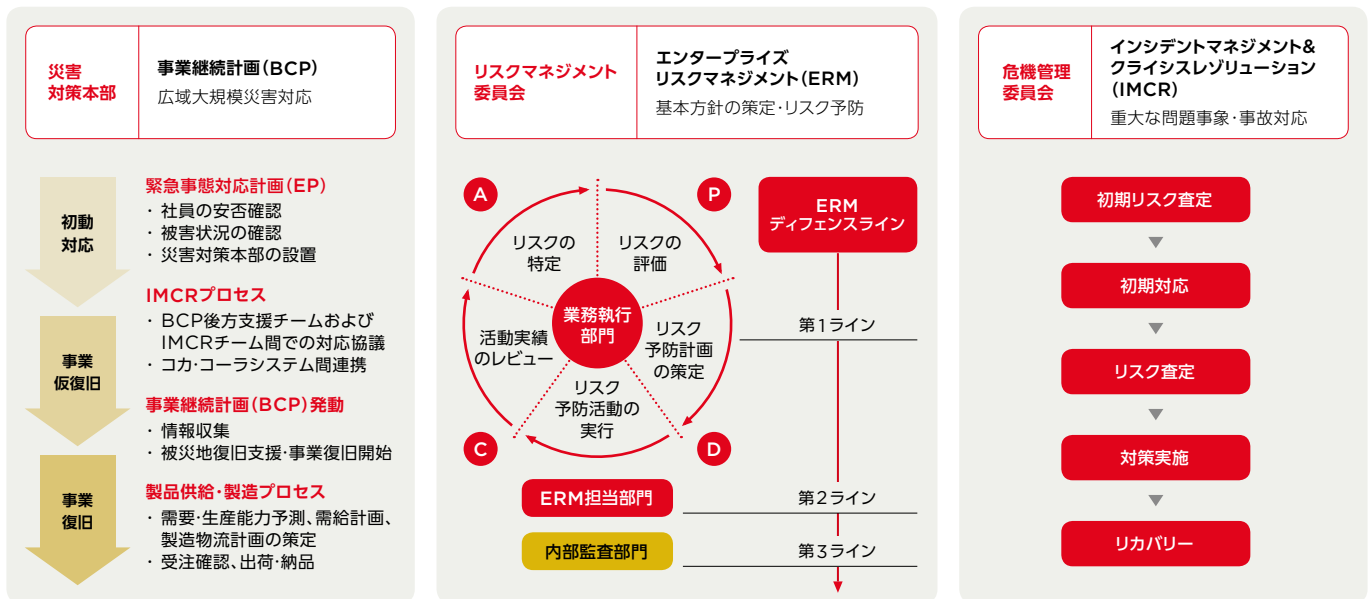 災害
対策本部
事業継続計画(BCP)
広域大規模災害対応
初動
対応
緊急事態対応計画(EP)
・ 社員の安否確認
・ 被害状況の確認
・ 災害対策本部の設置
事業
仮復旧
IMCRプロセス
・ BCP後方支援チームおよび
IMCRチーム間での対応協議
・ コカ・コーラシステム間連携
事業継続計画(BCP)発動
・ 情報収集
・ 被災地復旧支援・事業復旧開始
事業
復旧
製品供給・製造プロセス
・ 需要・生産能力予測、需給計画、
製造物流計画の策定
・ 受注確認、出荷・納品
リスクマネジメント
委員会
エンタープライズ
リスクマネジメント(ERM)
基本方針の策定・リスク予防
A
P
リスクの
特定
リスクの
評価
業務執行
部門
活動実績
のレビュー
リスク
予防計画
の策定
リスク
予防活動の
実行
C
D
ERM
ディフェンスライン
第1ライン
ERM担当部門
第2ライン
内部監査部門
第3ライン
危機管理
委員会
インシデントマネジメント&
クライシスレゾリューション
(IMCR)
重大な問題事象・事故対応
初期リスク査定
初期対応
リスク査定
対策実施
リカバリー